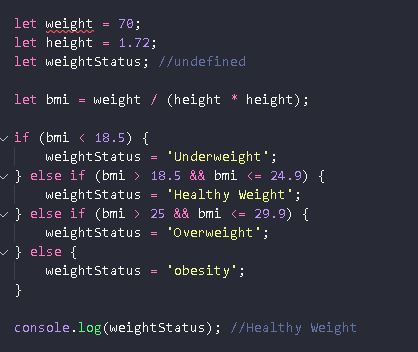 let weight = 70;
let height = 1.72;
let weightStatus; //undefined
let bmi = weight / (height * height);
if (bmi < 18.5) {
weightStatus = 'Underweight';
} else if (bmi > 18.5 && bmi <= 24.9) {
weightStatus = 'Healthy Weight';
} else if (bmi > 25 && bmi <= 29.9) {
weightStatus = 'Overweight';
} else {
weightStatus = 'obesity';
}
console.log(weightStatus); //Healthy Weight